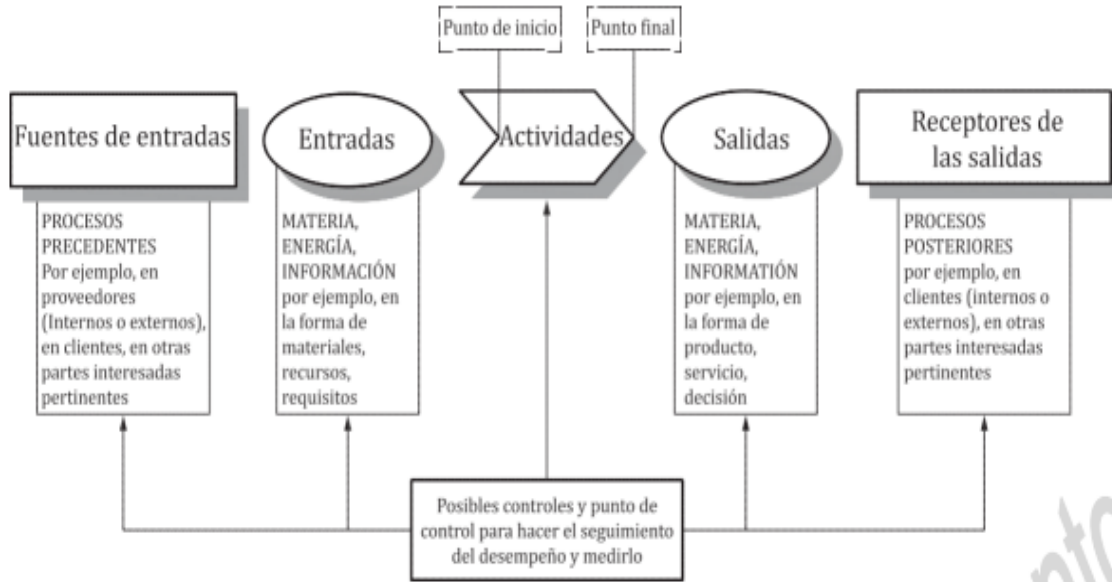 Punto de inicio
Punto final
Fuentes de entradas
Entradas
Actividades
Salidas
Receptores de
las salidas
PROCESOS
PRECEDENTES
Por ejemplo, en
proveedores
(Internos o externos),
en clientes, en otras
partes interesadas
pertinentes
MATERIA,
ENERGÍA,
INFORMACIÓN
por ejemplo, en
la forma de
materiales,
recursos,
requisitos
MATERIA,
ENERGÍA,
INFORMATIÓN
por ejemplo, en
la forma de
producto,
servicio,
decisión
PROCESOS
POSTERIORES
por ejemplo, en
clientes (internos o
externos), en otras
partes interesadas
pertinentes
Posibles controles y punto de
control para hacer el seguimiento
del desempeño y medirlo